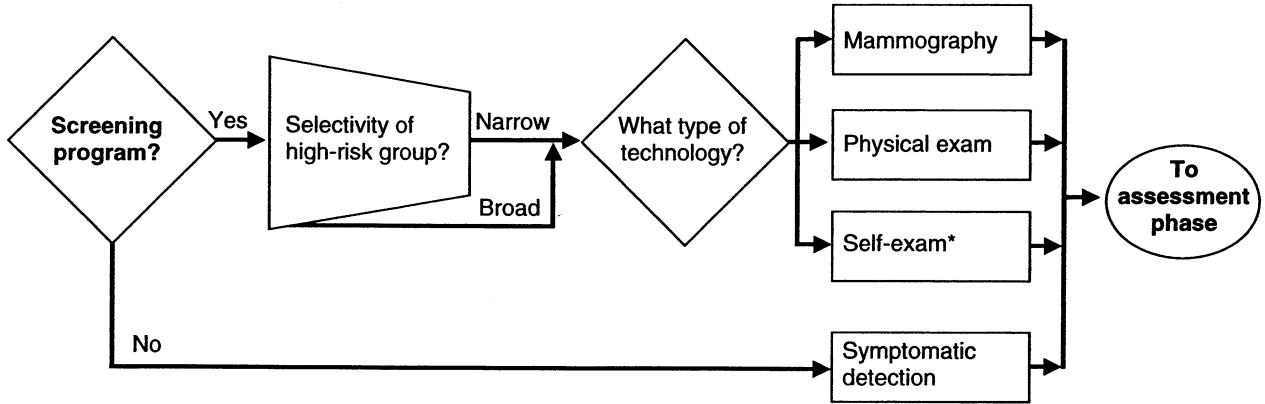 Screening
program?
Yes
Selectivity of
high-risk group?
Narrow
Broad
What type of
technology?
Mammography
Physical exam
Self-exam*
To
assessment
phase
No
Symptomatic
detection